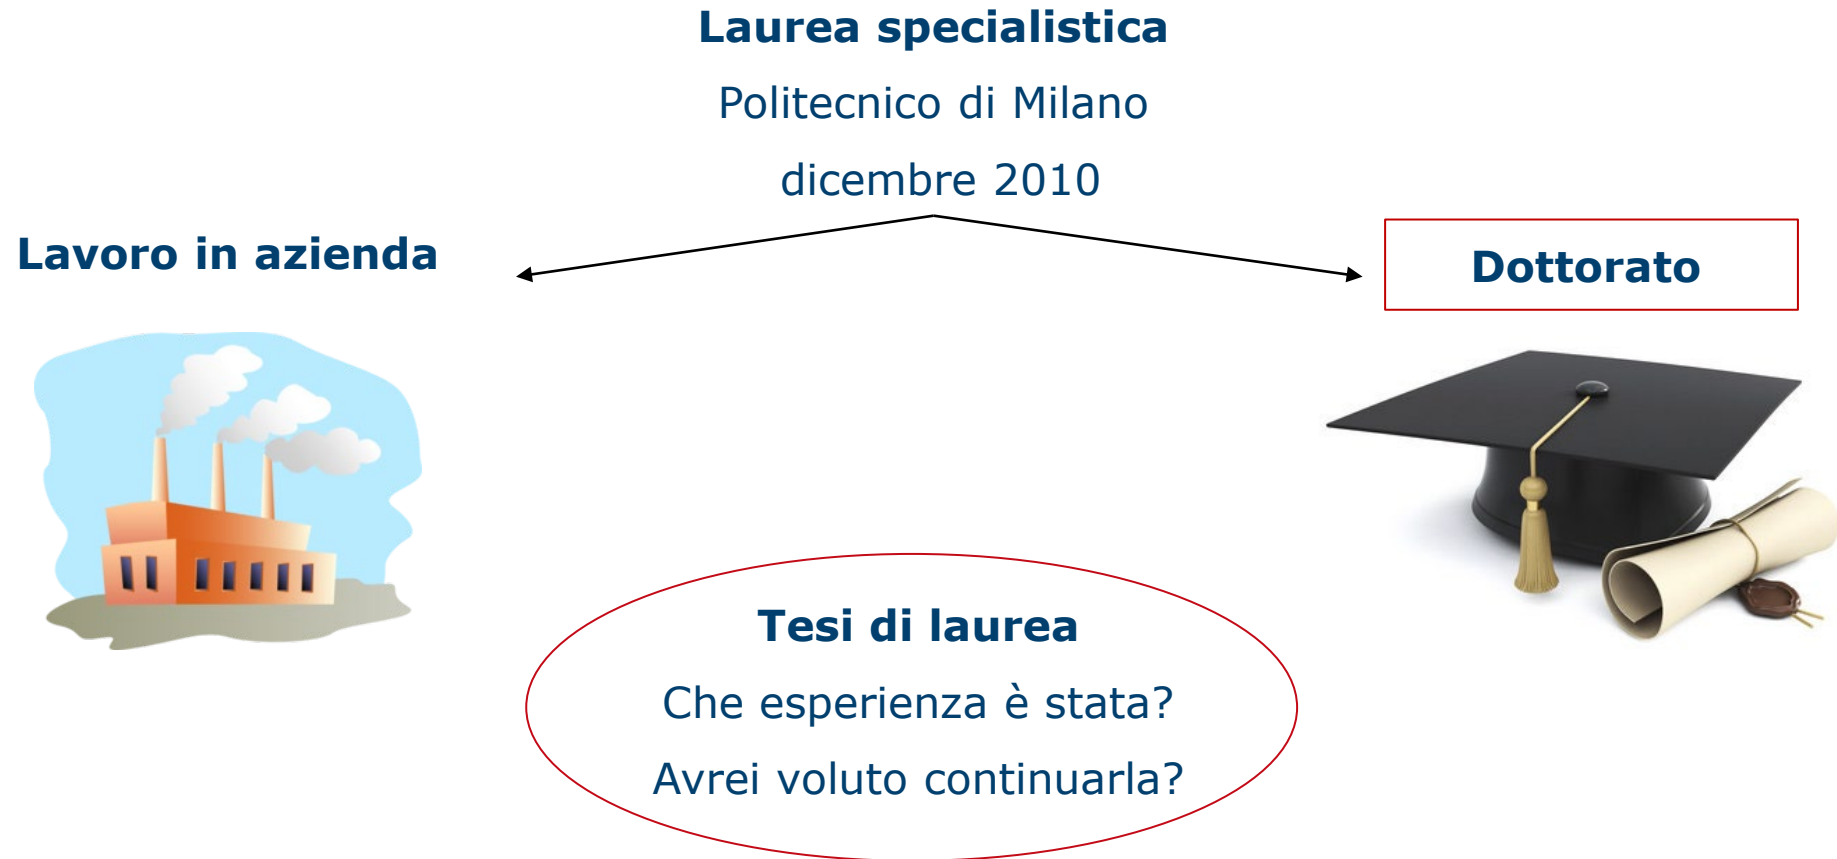 Laurea specialistica
Politecnico di Milano
dicembre 2010
Lavoro in azienda
Dottorato
Tesi di laurea
Che esperienza è stata?
Avrei voluto continuarla?